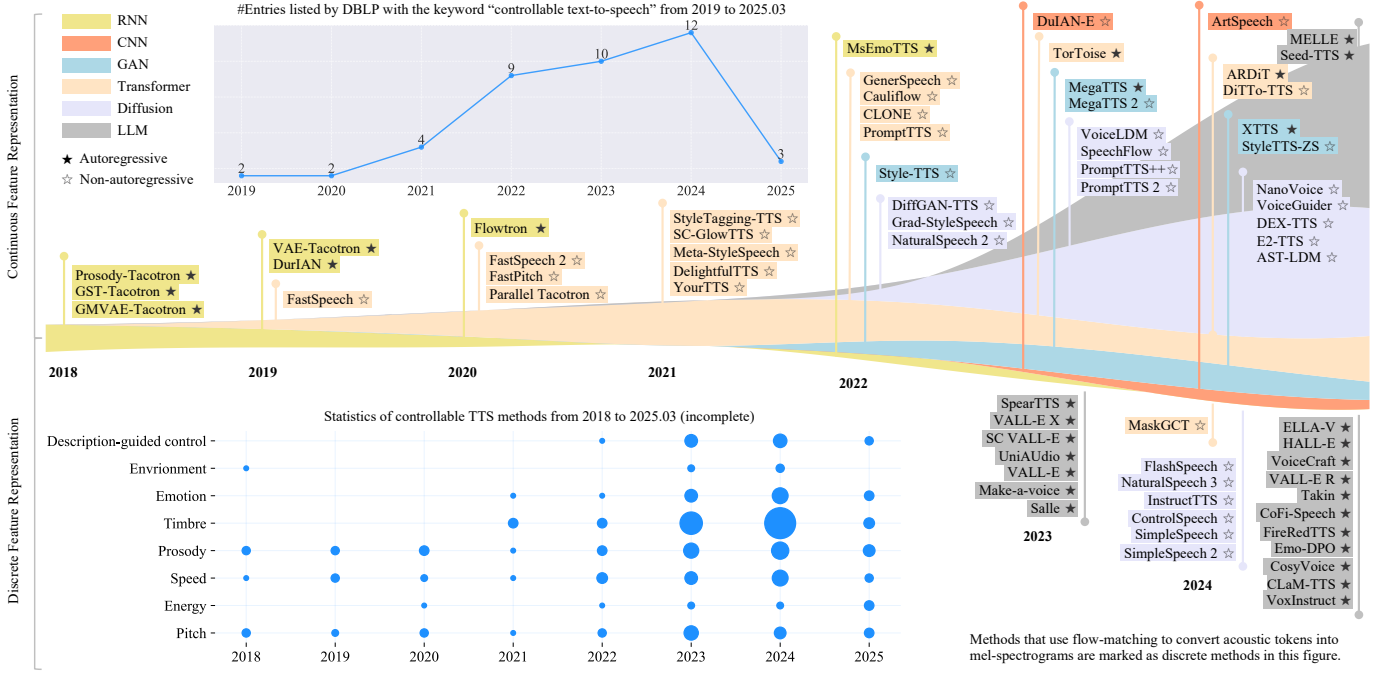 #Entries listed by DBLP with the keyword “controllable text-to-speech” from 2019 to 2025.03
Continuous Feature Representation
RNN
CNN
GAN
Transformer
Diffusion
LLM
★ Autoregressive
☆ Non-autoregressive
2
2
4
9
10
12
3
2019 2020 2021 2022 2023 2024 2025
Prosody-Tacotron ★
GST-Tacotron ★
GMVAE-Tacotron ★
VAE-Tacotron ★
DurIAN ★
FastSpeech ☆
Flowtron ★
FastSpeech 2 ☆
FastPitch ☆
Parallel Tacotron ☆
StyleTagging-TTS ☆
SC-GlowTTS ☆
Meta-StyleSpeech ☆
DelightfulTTS ☆
YourTTS ☆
MsEmoTTS ★
GenerSpeech ☆
Cauliflow ☆
CLONE ☆
PromptTTS ☆
Style-TTS ☆
DiffGAN-TTS ☆
Grad-StyleSpeech ☆
NaturalSpeech 2 ☆
DuIAN-E ☆
TorToise ★
MegaTTS ★
MegaTTS 2 ☆
VoiceLDM ☆
SpeechFlow ☆
PromptTTS++☆
PromptTTS 2 ☆
ArtSpeech ☆
MELLE ★
Seed-TTS ★
ARDiT ★
DiTTo-TTS ☆
XTTS ★
StyleTTS-ZS ☆
NanoVoice ☆
VoiceGuider ☆
DEX-TTS ☆
E2-TTS ☆
AST-LDM ☆
2018
2019
2020
2021
2022
Discrete Feature Representation
Statistics of controllable TTS methods from 2018 to 2025.03 (incomplete)
Description-guided control
Envrionment
Emotion
Timbre
Prosody
Speed
Energy
Pitch
2018 2019 2020 2021 2022 2023 2024 2025
SpearTTS ★
VALL-E X ★
SC VALL-E ★
UniAUdio ★
VALL-E ★
Make-a-voice ★
Salle ★
2023
MaskGCT ☆
FlashSpeech ☆
NaturalSpeech 3 ☆
InstructTTS ☆
ControlSpeech ☆
SimpleSpeech ☆
SimpleSpeech 2 ☆
2024
ELLA-V ★
HALL-E ★
VoiceCraft ★
VALL-E R ★
Takin ★
CoFi-Speech ★
FireRedTTS ★
Emo-DPO ★
CosyVoice ★
CLaM-TTS ★
VoxInstruct ★
Methods that use flow-matching to convert acoustic tokens into
mel-spectrograms are marked as discrete methods in this figure.